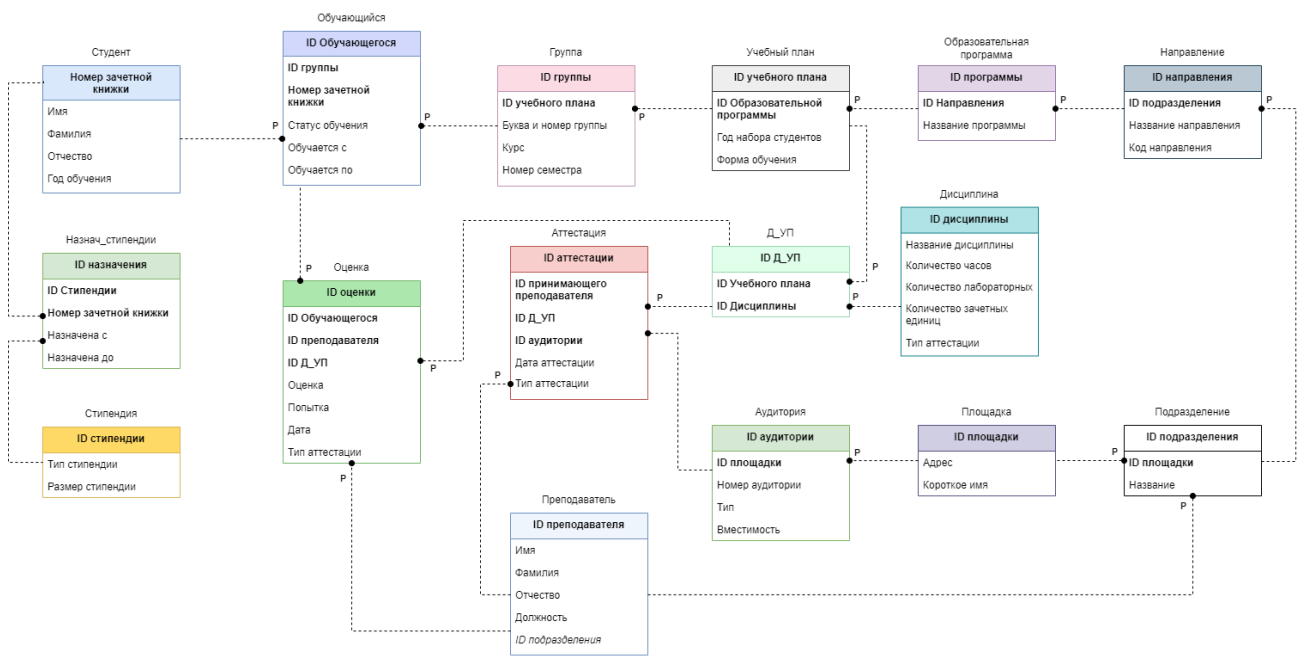 Студент
Номер зачетной
книжки
Имя
Фамилия
Отчество
Год обучения
Обучающийся
ID Обучающегося
ID группы
Номер зачетной
книжки
Статус обучения
Обучается с
Обучается по
P
P
Группа
ID группы
ID учебного плана
Буква и номер группы
Курс
Номер семестра
P
Учебный план
ID учебного плана
ID Образовательной
программы
Год набора студентов
Форма обучения
P
Образовательная
программа
ID программы
ID Направления
Название программы
P
Направление
ID направления
ID подразделения
Название направления
Код направления
P
Назнач_стипендии
ID назначения
ID Стипендии
Номер зачетной книжки
Назначена с
Назначена до
P
Оценка
ID оценки
ID Обучающегося
ID преподавателя
ID Д_УП
Оценка
Попытка
Дата
Тип аттестации
P
P
Аттестация
ID аттестации
ID принимающего
преподавателя
ID Д_УП
ID аудитории
Дата аттестации
Тип аттестации
P
P
Д_УП
ID Д_УП
ID Учебного плана
ID Дисциплины
P
P
Дисциплина
ID дисциплины
Название дисциплины
Количество часов
Количество лабораторных
Количество зачетных
единиц
Тип аттестации
Стипендия
ID стипендии
Тип стипендии
Размер стипендии
Аудитория
ID аудитории
ID площадки
Номер аудитории
Тип
Вместимость
P
Площадка
ID площадки
Адрес
Короткое имя
P
Подразделение
ID подразделения
ID площадки
Название
P
Преподаватель
ID преподавателя
Имя
Фамилия
Отчество
Должность
ID подразделения